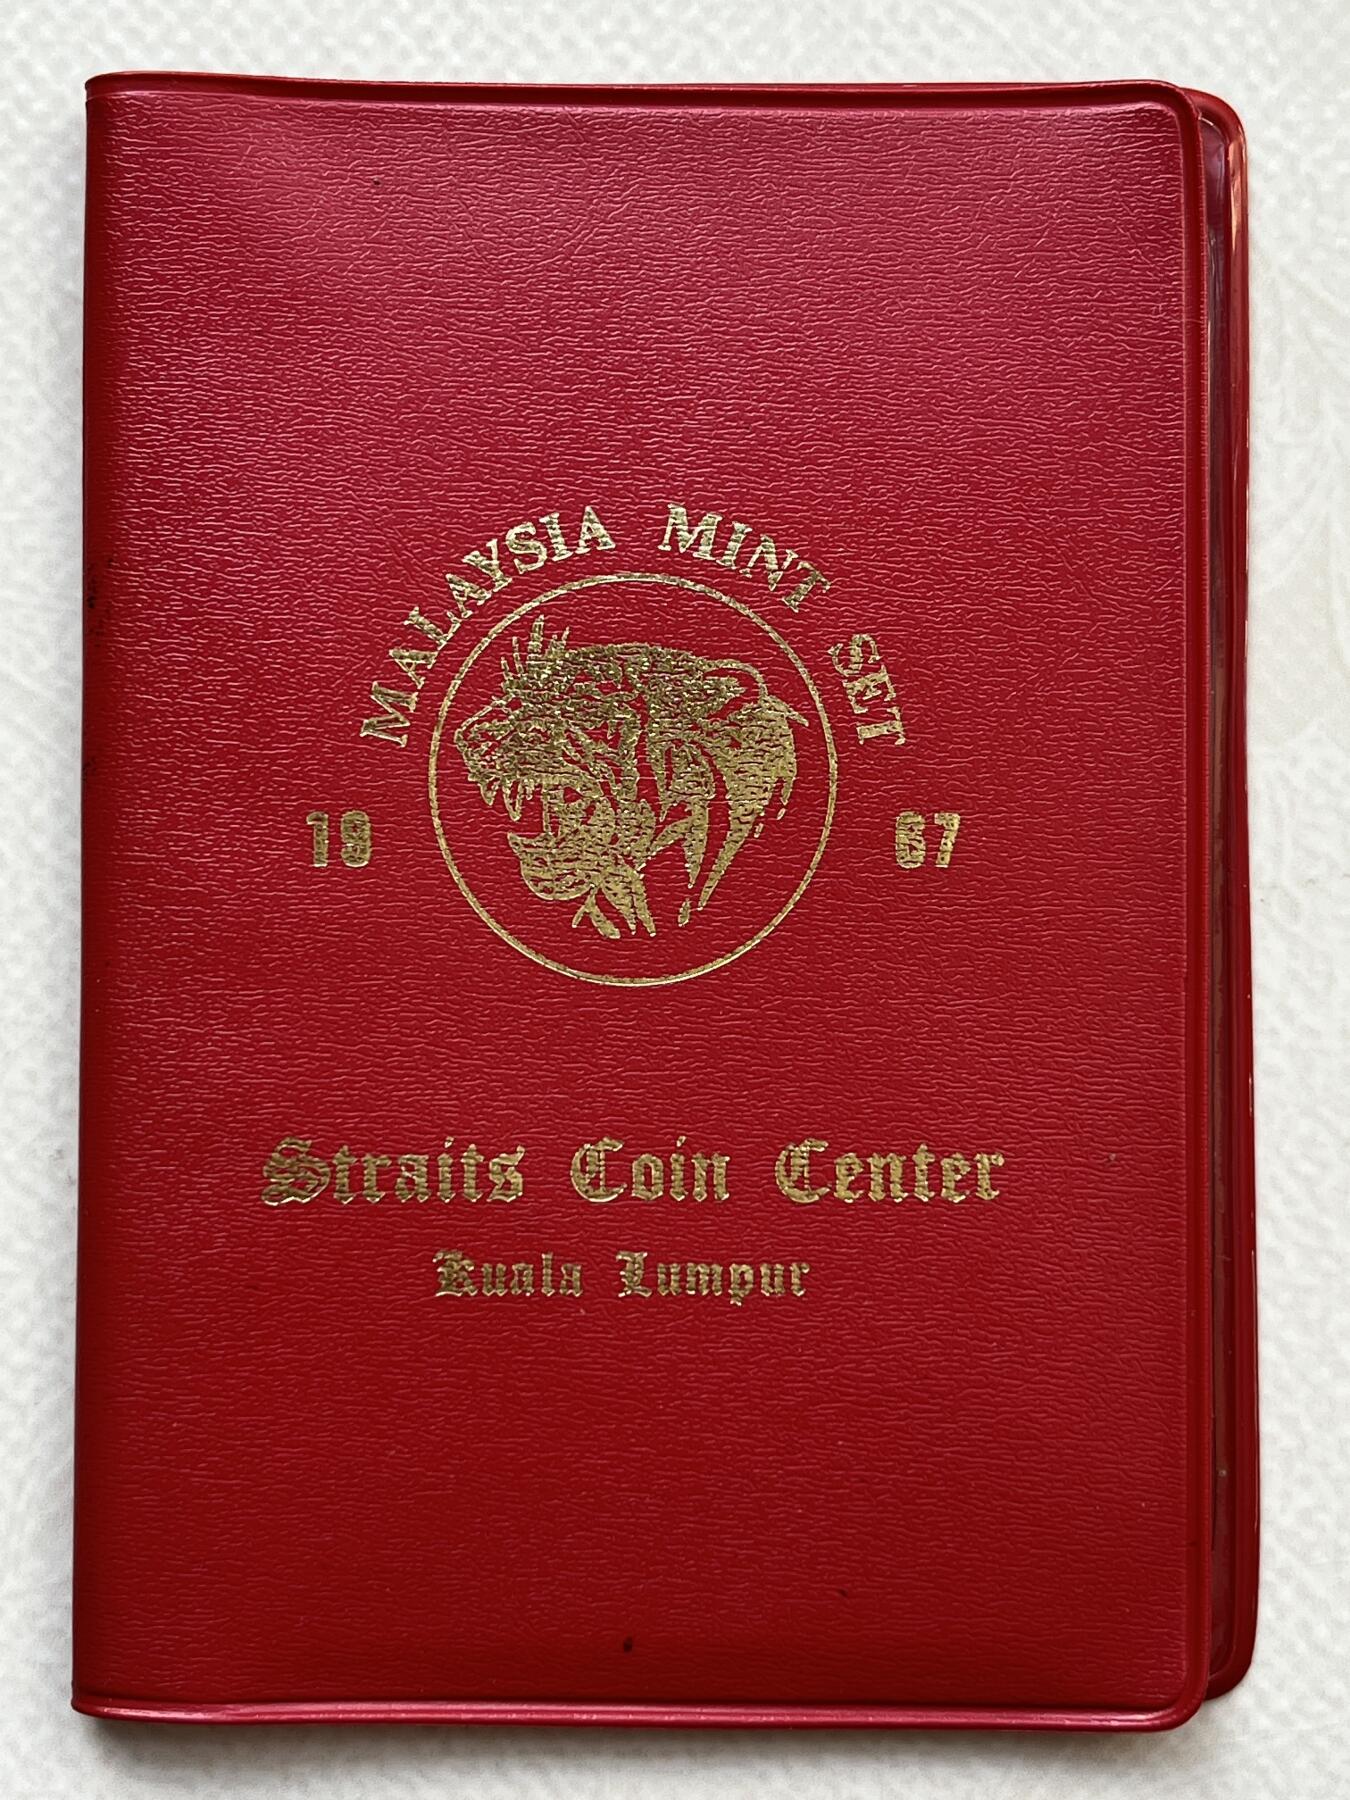 MALAYSIA MINT SET
19 67
Straits Coin Center
Kuala Lumpur